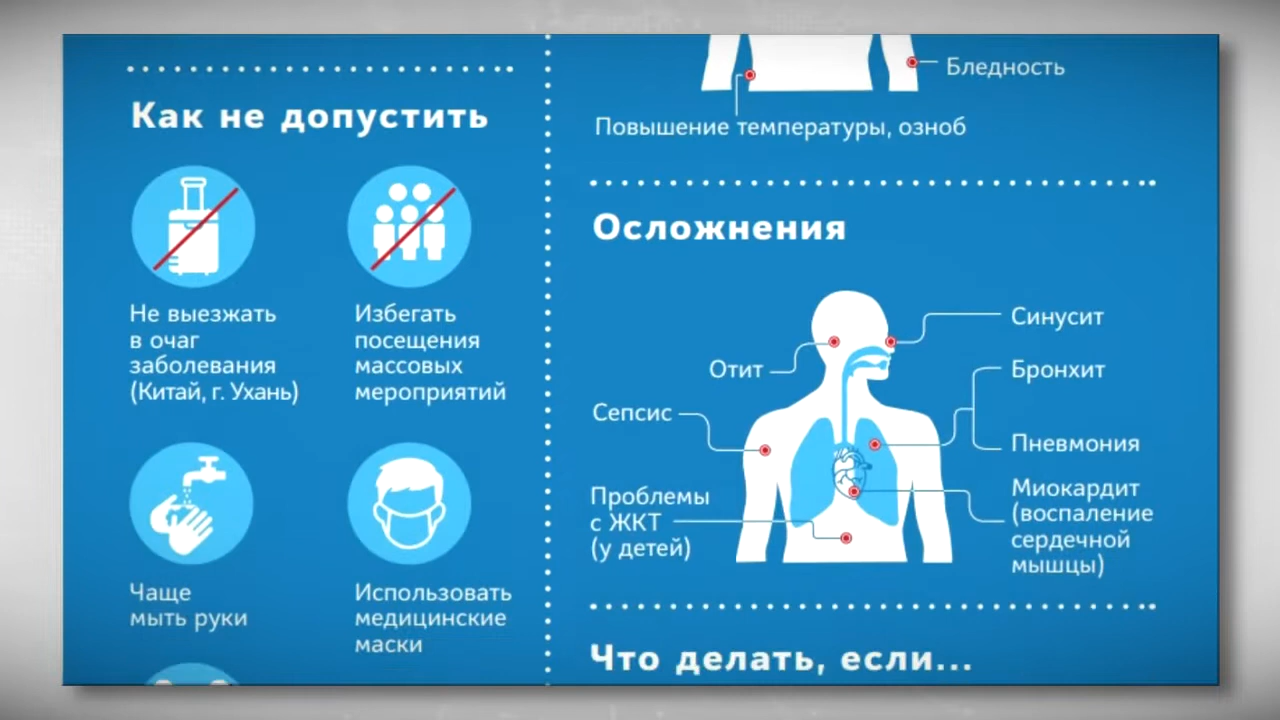 Как не допустить
Не выезжать
в очаг
заболевания
(Китай, г. Ухань)
Избегать
посещения
массовых
мероприятий
Чаще
мыть руки
Использовать
медицинские
маски
Бледность
Повышение температуры, озноб
Осложнения
Синусит
Отит
Бронхит
Сепсис
Пневмония
Проблемы
с ЖКТ
(у детей)
Миокардит
(воспаление
сердечной
мышцы)
Что делать, если...